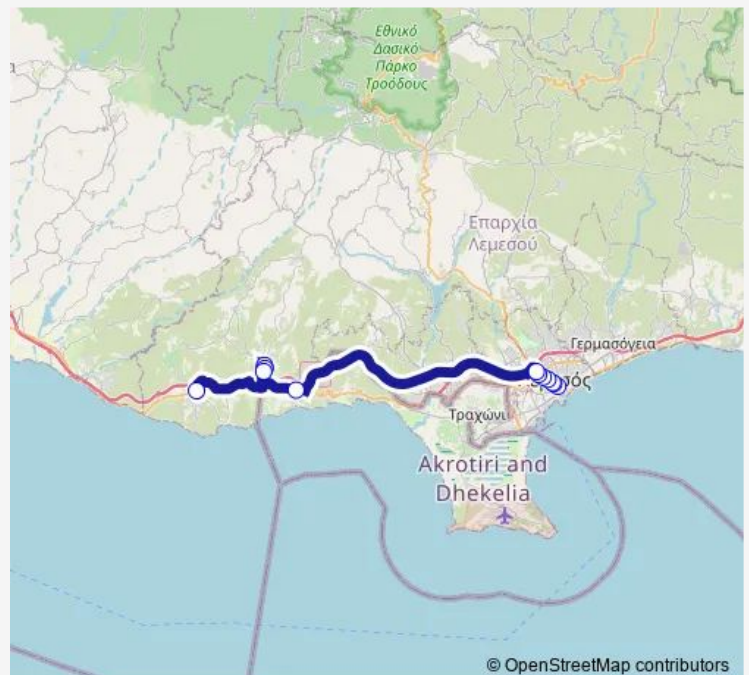 Εθνικό
Δασικό
Πάρκο
Τροόδους
Επαρχία
Λεμεσού
Γερμασόγεια
Τραχώνι
Akrotiri and
Dhekelia
© OpenStreetMap contributors